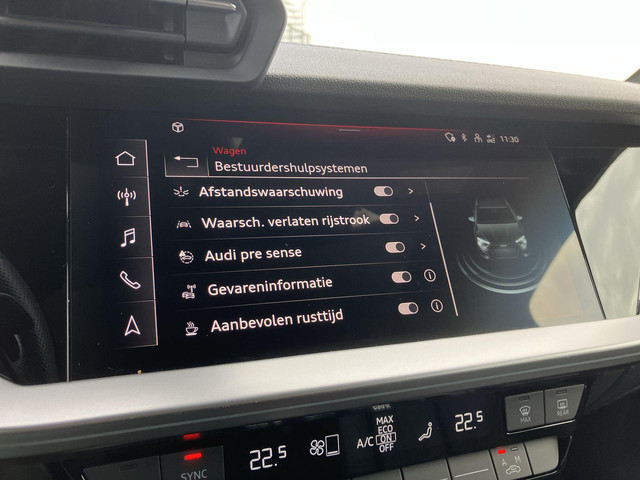 11:30
Wagen
Bestuurdershulpsystemen
Afstandswaarschuwing
Waarsch. verlaten rijstrook
Audi pre sense
Gevareninformatie
Aanbevolen rusttijd
MAX
ECO
A/C ON
OFF
22.5
22.5
MAX
REAR
SYNC
A M